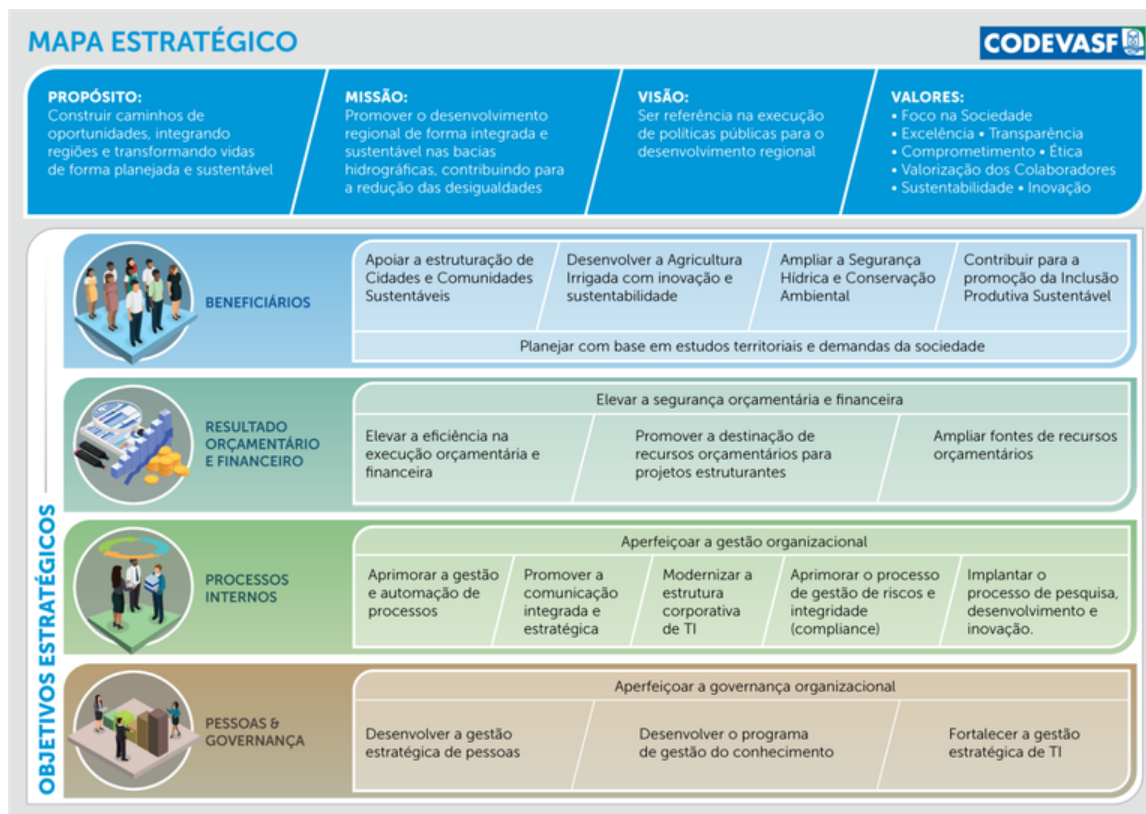 MAPA ESTRATÉGICO
CODEVASF
PROPÓSITO:
Construir caminhos de
oportunidades, integrando
regiões e transformando vidas
de forma planejada e sustentável
MISSÃO:
Promover o desenvolvimento
regional de forma integrada e
sustentável nas bacias
hidrográficas, contribuindo para
a redução das desigualdades
VISÃO:
Ser referência na execução
de políticas públicas para o
desenvolvimento regional
VALORES:
• Foco na Sociedade
• Excelência • Transparência
• Comprometimento • Ética
• Valorização dos Colaboradores
• Sustentabilidade • Inovação
OBJETIVOS ESTRATÉGICOS
BENEFICIÁRIOS
Apoiar a estruturação de
Cidades e Comunidades
Sustentáveis
Desenvolver a Agricultura
Irrigada com inovação e
sustentabilidade
Ampliar a Segurança
Hídrica e Conservação
Ambiental
Contribuir para a
promoção da Inclusão
Produtiva Sustentável
Planejar com base em estudos territoriais e demandas da sociedade
RESULTADO
ORÇAMENTÁRIO
E FINANCEIRO
Elevar a segurança orçamentária e financeira
Elevar a eficiência na
execução orçamentária e
financeira
Promover a destinação de
recursos orçamentários para
projetos estruturantes
Ampliar fontes de recursos
orçamentários
PROCESSOS
INTERNOS
Aperfeiçoar a gestão organizacional
Aprimorar a gestão
e automação de
processos
Promover a
comunicação
integrada e
estratégica
Modernizar a
estrutura
corporativa
de TI
Aprimorar o processo
de gestão de riscos e
integridade
(compliance)
Implantar o
processo de pesquisa,
desenvolvimento e
inovação.
PESSOAS &
GOVERNANÇA
Aperfeiçoar a governança organizacional
Desenvolver a gestão
estratégica de pessoas
Desenvolver o programa
de gestão do conhecimento
Fortalecer a gestão
estratégica de TI